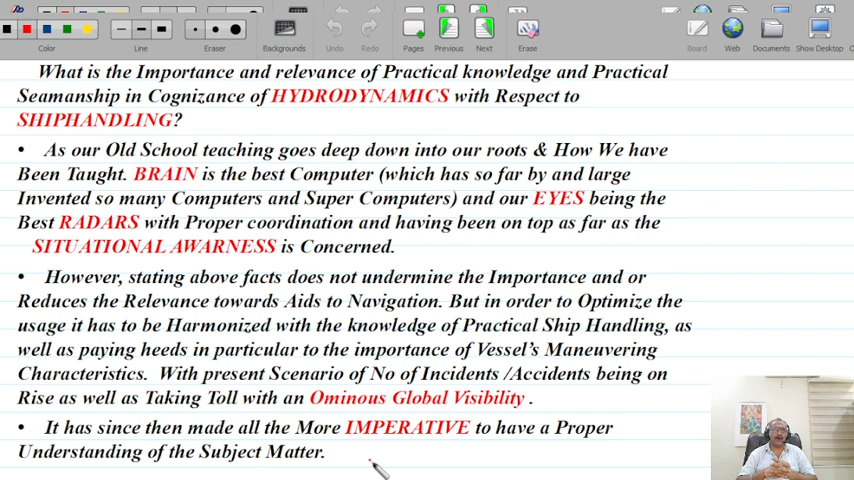 Color
Line
Eraser
Backgrounds
Undo
Redo
Pages
Previous
Next
Erase
Board
Web
Documents
Show Desktop
What is the Importance and relevance of Practical knowledge and Practical
Seamanship in Cognizance of HYDRODYNAMICS with Respect to
SHIPHANDLING?
• As our Old School teaching goes deep down into our roots & How We have
Been Taught. BRAIN is the best Computer (which has so far by and large
Invented so many Computers and Super Computers) and our EYES being the
Best RADARS with Proper coordination and having been on top as far as the
SITUATIONAL AWARNESS is Concerned.
• However, stating above facts does not undermine the Importance and or
Reduces the Relevance towards Aids to Navigation. But in order to Optimize the
usage it has to be Harmonized with the knowledge of Practical Ship Handling, as
well as paying heeds in particular to the importance of Vessel's Maneuvering
Characteristics. With present Scenario of No of Incidents /Accidents being on
Rise as well as Taking Toll with an Ominous Global Visibility .
• It has since then made all the More IMPERATIVE to have a Proper
Understanding of the Subject Matter.